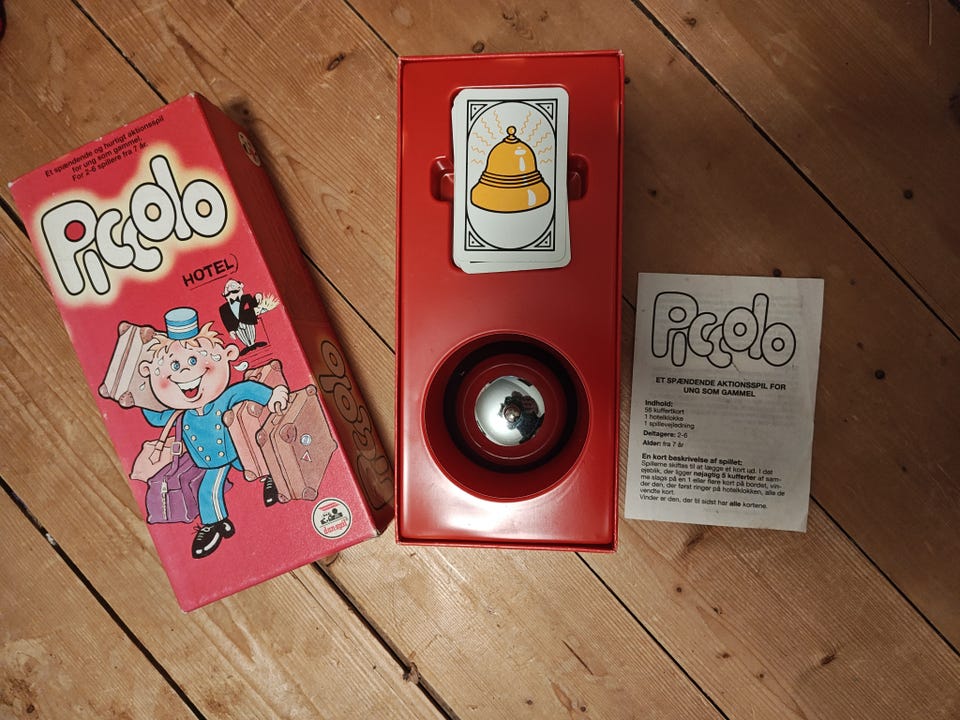 Et spændende og hurtigt aktionsspil
for ung som gammel.
For 2-6 spillere fra 7 år.
Piccolo
HOTEL
Piccolo
danspil
Piccolo
ET SPÆNDENDE AKTIONSSPIL FOR
UNG SOM GAMMEL
Indhold:
56 kuffertkort
1 hotelklokke
1 spillevejledning
Deltagere: 2-6
Alder: fra 7 år
En kort beskrivelse af spillet:
Spillerne skiftes til at lægge et kort ud. I det
øjeblik, der ligger nøjagtig 5 kufferter af sam-
me slags på en 1 eller flere kort på bordet, vin-
der den, der først ringer på hotelklokken, alle de
vendte kort.
Vinder er den, der til sidst har alle kortene.